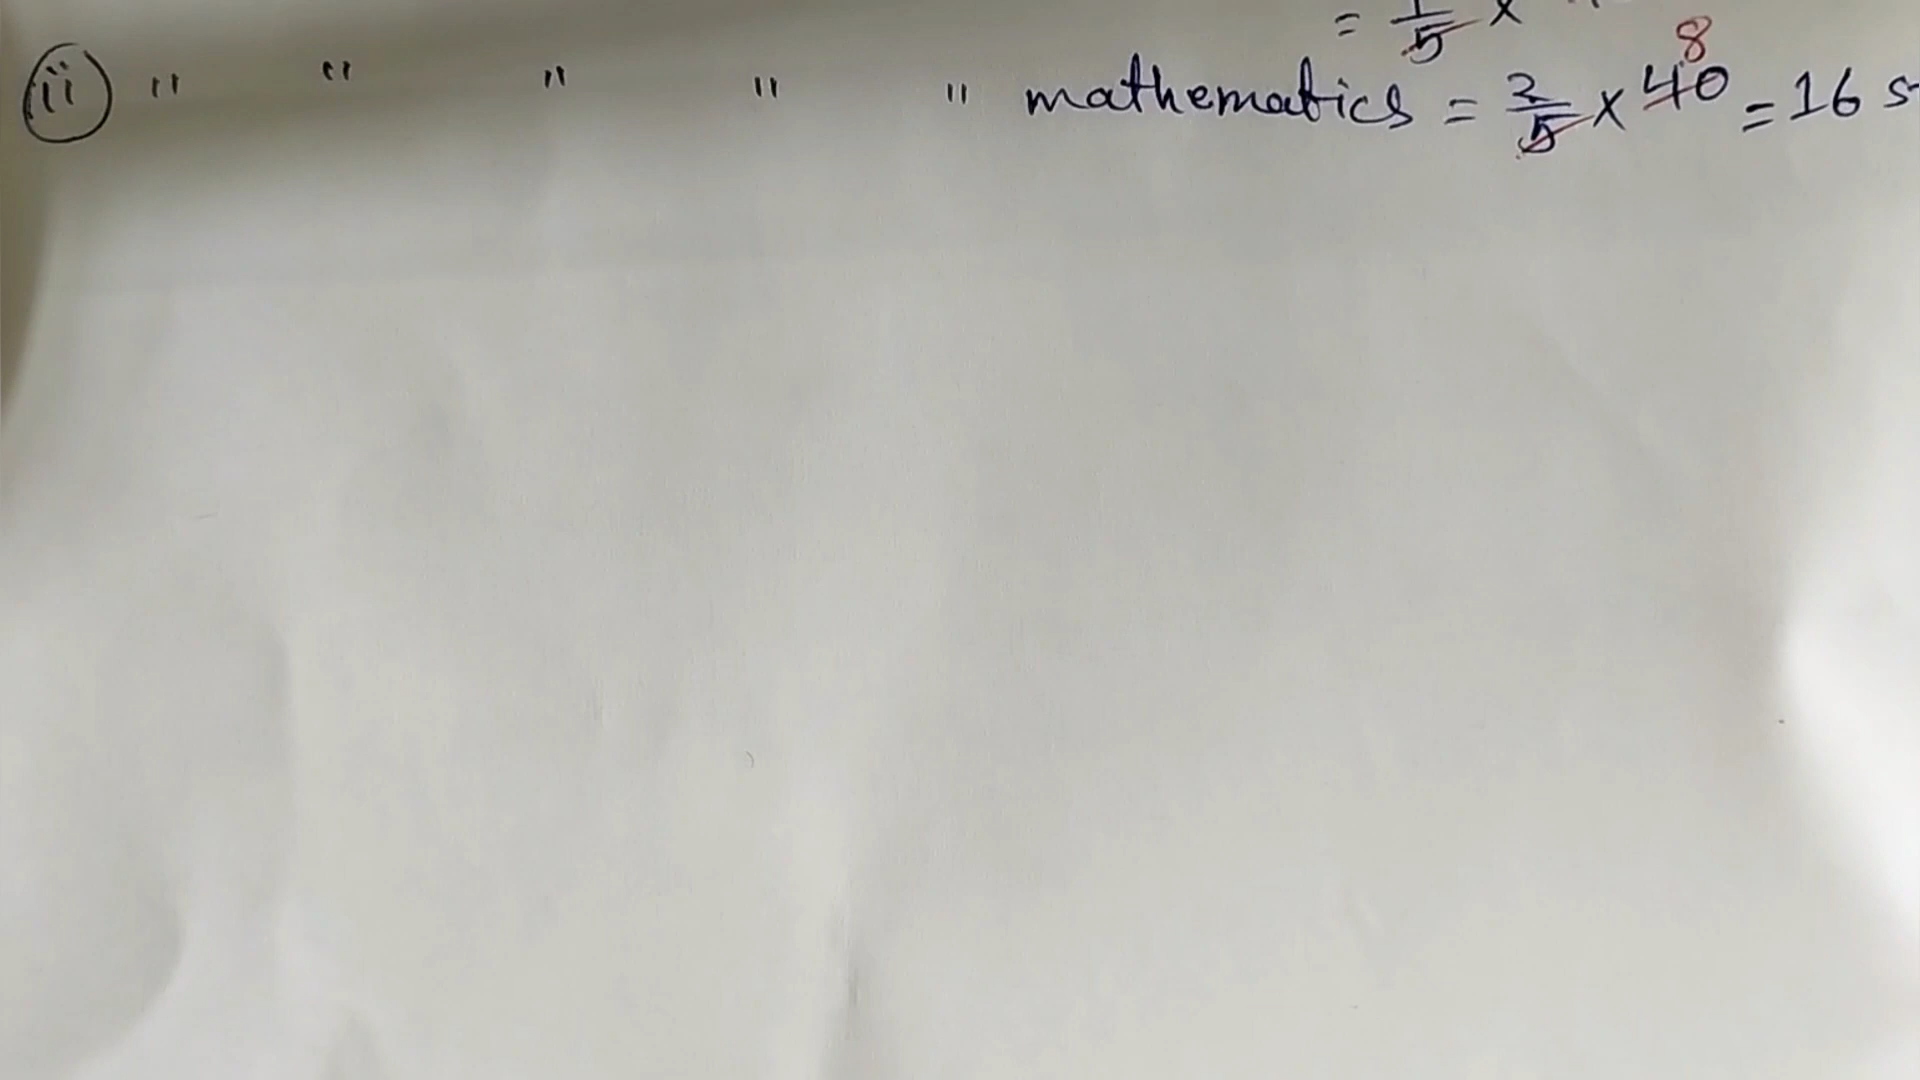 = 1/5 ×
(ii) " " " " " mathematics = 2/5 × 40 8 = 16 s